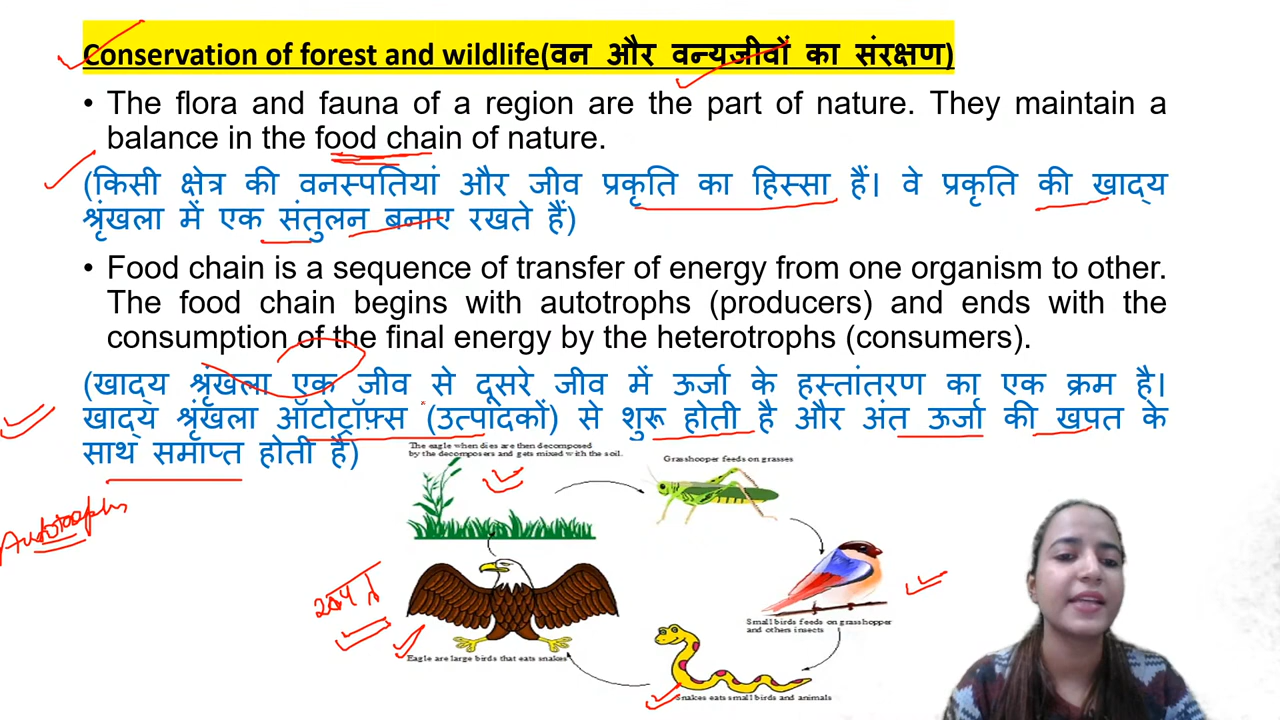 Conservation of forest and wildlife(वन और वन्यजीवों का संरक्षण)
• The flora and fauna of a region are the part of nature. They maintain a
balance in the food chain of nature.
(किसी क्षेत्र की वनस्पतियां और जीव प्रकृति का हिस्सा हैं। वे प्रकृति की खाद्य
श्रृंखला में एक संतुलन बनाए रखते हैं)
• Food chain is a sequence of transfer of energy from one organism to other.
The food chain begins with autotrophs (producers) and ends with the
consumption of the final energy by the heterotrophs (consumers).
(खाद्य श्रृंखला एक जीव से दूसरे जीव में ऊर्जा के हस्तांतरण का एक क्रम है।
खाद्य श्रृंखला ऑटोट्रॉफ़्स (उत्पादकों) से शुरू होती है और अंत ऊर्जा की खपत के
साथ समाप्त होती है)
The eagle when dies are then decomposed
by the decomposers and gets mixed with the soil.
Grasshooper feeds on grasses
Autotrophs
Small birds feeds on grasshopper
and others insects
Eagle are large birds that eats snakes
Snakes eats small birds and animals